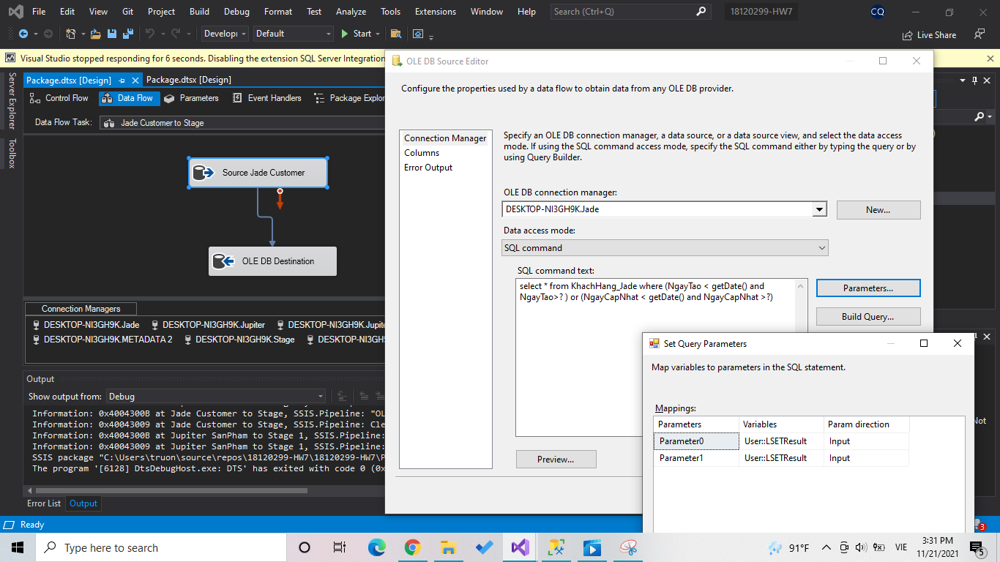 File Edit View Git Project Build Debug Format Test Analyze Tools Extensions Window Help Search (Ctrl+Q) 18120299-HW7 CQ
Develop Default Start Live Share
Visual Studio stopped responding for 6 seconds. Disabling the extension SQL Server Integration
OLE DB Source Editor
Server Explorer
Toolbox
Package.dtsx [Design] Package.dtsx [Design]
Control Flow Data Flow Parameters Event Handlers Package Explor
Data Flow Task: Jade Customer to Stage
Source Jade Customer
OLE DB Destination
Connection Managers
DESKTOP-NI3GH9K.Jade DESKTOP-NI3GH9K.Jupiter DESKTOP-NI3GH9K.Jupite
DESKTOP-NI3GH9K.METADATA 2 DESKTOP-NI3GH9K.Stage DESKTOP-NI3GH9K
Configure the properties used by a data flow to obtain data from any OLE DB provider.
Connection Manager
Columns
Error Output
Specify an OLE DB connection manager, a data source, or a data source view, and select the data access
mode. If using the SQL command access mode, specify the SQL command either by typing the query or by
using Query Builder.
OLE DB connection manager:
DESKTOP-NI3GH9K.Jade New...
Data access mode:
SQL command
SQL command text:
select * from KhachHang_Jade where (NgayTao < getDate() and
NgayTao>? ) or (NgayCapNhat < getDate() and NgayCapNhat >?)
Parameters...
Build Query...
Preview...
Set Query Parameters
Map variables to parameters in the SQL statement.
Mappings:
Parameters Variables Param direction
Parameter0 User::LSETResult Input
Parameter1 User::LSETResult Input
Not
Output
Show output from: Debug
Information: 0x4004300B at Jade Customer to Stage, SSIS.Pipeline: "OL
Information: 0x40043009 at Jade Customer to Stage, SSIS.Pipeline: Cle
Information: 0x4004300B at Jupiter SanPham to Stage 1, SSIS.Pipeline:
Information: 0x40043009 at Jupiter SanPham to Stage 1, SSIS.Pipeline:
SSIS package "C:\Users\truon\source\repos\18120299-HW7\18120299-HW7\P
The program '[6128] DtsDebugHost.exe: DTS' has exited with code 0 (0x
Error List Output
Ready 3
Type here to search 91°F VIE 3:31 PM
11/21/2021 5